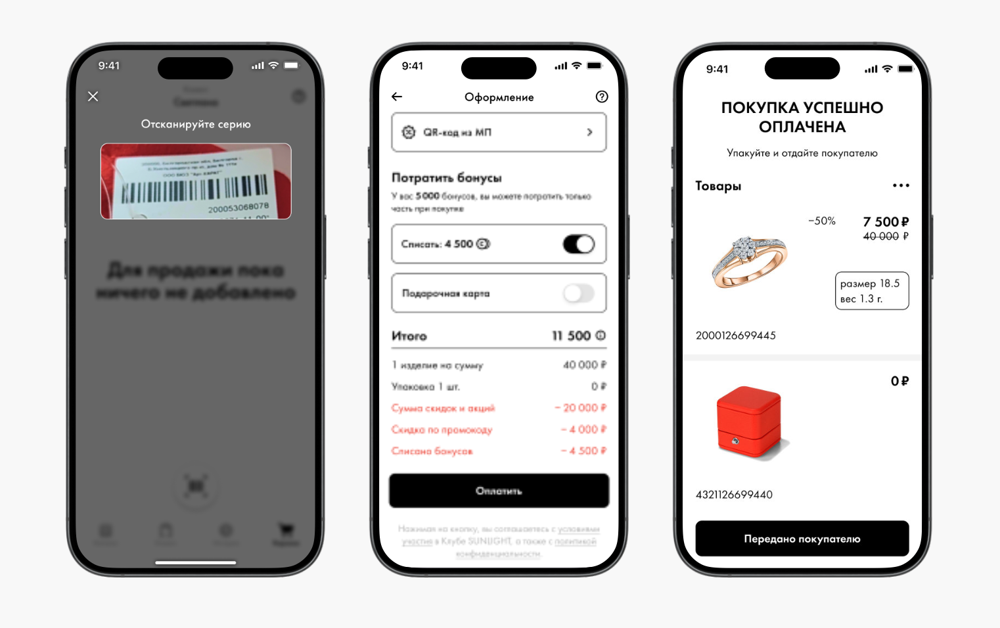 9:41
Отсканируйте серию
ООО МЮЗ
200053068078
Для продажи пока
ничего не добавлено
9:41
Оформление
QR-код из МП
Потратить бонусы
У вас 5 000 бонусов, вы можете потратить только
часть при покупке
Списать: 4 500
Подарочная карта
Итого 11 500
1 изделие на сумму 40 000 ₽
Упаковка 1 шт. 0 ₽
Сумма скидок и акций − 20 000 ₽
Скидка по промокоду − 4 000 ₽
Списано бонусов − 4 500 ₽
Оплатить
Нажимая на кнопку, вы соглашаетесь с условиями
участия в Клубе SUNLIGHT, а также с политикой
конфиденциальности.
9:41
ПОКУПКА УСПЕШНО
ОПЛАЧЕНА
Упакуйте и отдайте покупателю
Товары
−50% 7 500 ₽
40 000 ₽
размер 18.5
вес 1.3 г.
2000126699445
0 ₽
4321126699440
Передано покупателю